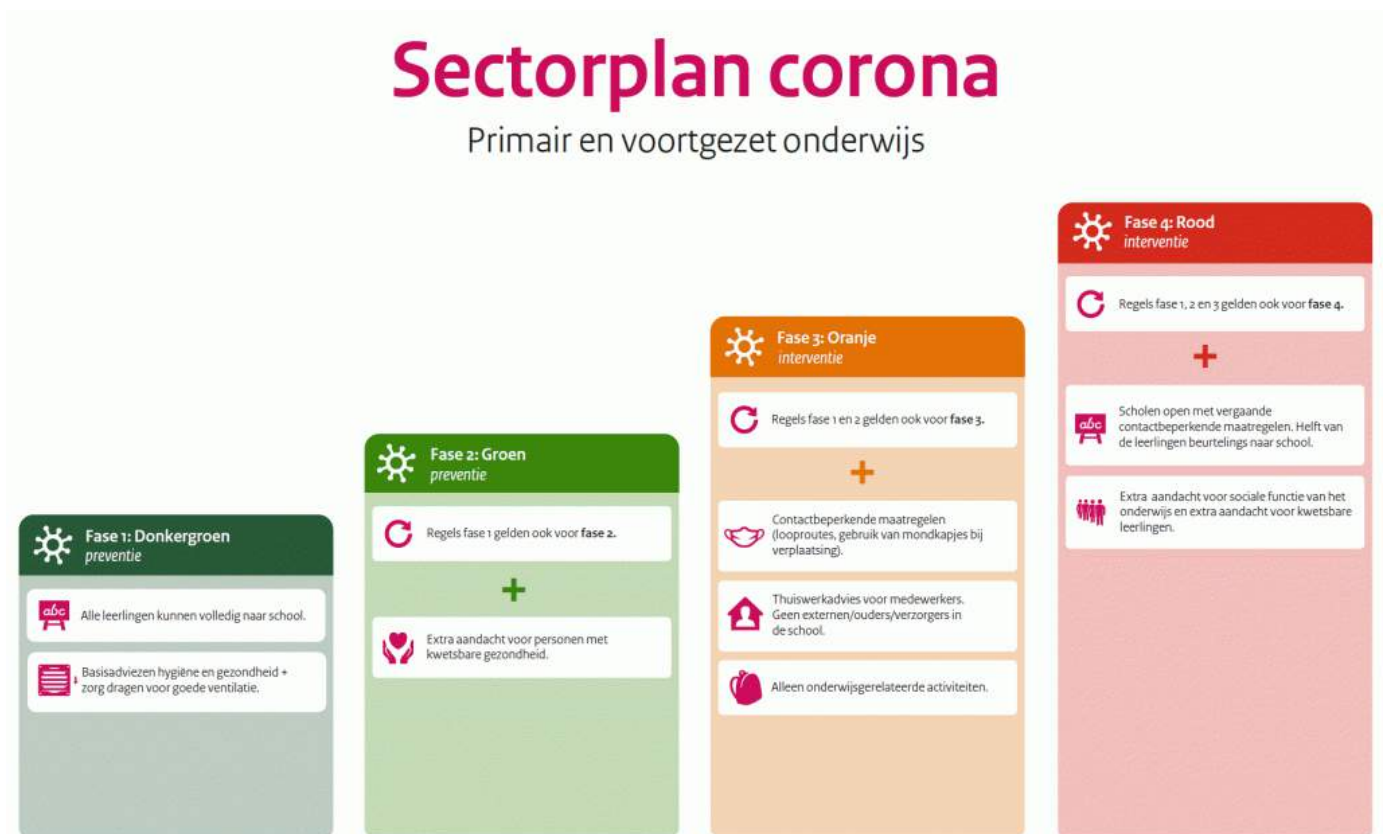 Sectorplan corona
Primair en voortgezet onderwijs
Fase 1: Donkergroen
preventie
abc
Alle leerlingen kunnen volledig naar school.
Basisadviezen hygiëne en gezondheid +
zorg dragen voor goede ventilatie.
Fase 2: Groen
preventie
Regels fase 1 gelden ook voor fase 2.
+
Extra aandacht voor personen met
kwetsbare gezondheid.
Fase 3: Oranje
interventie
Regels fase 1 en 2 gelden ook voor fase 3.
+
Contactbeperkende maatregelen
(looproutes, gebruik van mondkapjes bij
verplaatsing).
Thuiswerkadvies voor medewerkers.
Geen externen/ouders/verzorgers in
de school.
Alleen onderwijsgerelateerde activiteiten.
Fase 4: Rood
interventie
Regels fase 1, 2 en 3 gelden ook voor fase 4.
+
abc
Scholen open met vergaande
contactbeperkende maatregelen. Helft van
de leerlingen beurtelings naar school.
Extra aandacht voor sociale functie van het
onderwijs en extra aandacht voor kwetsbare
leerlingen.